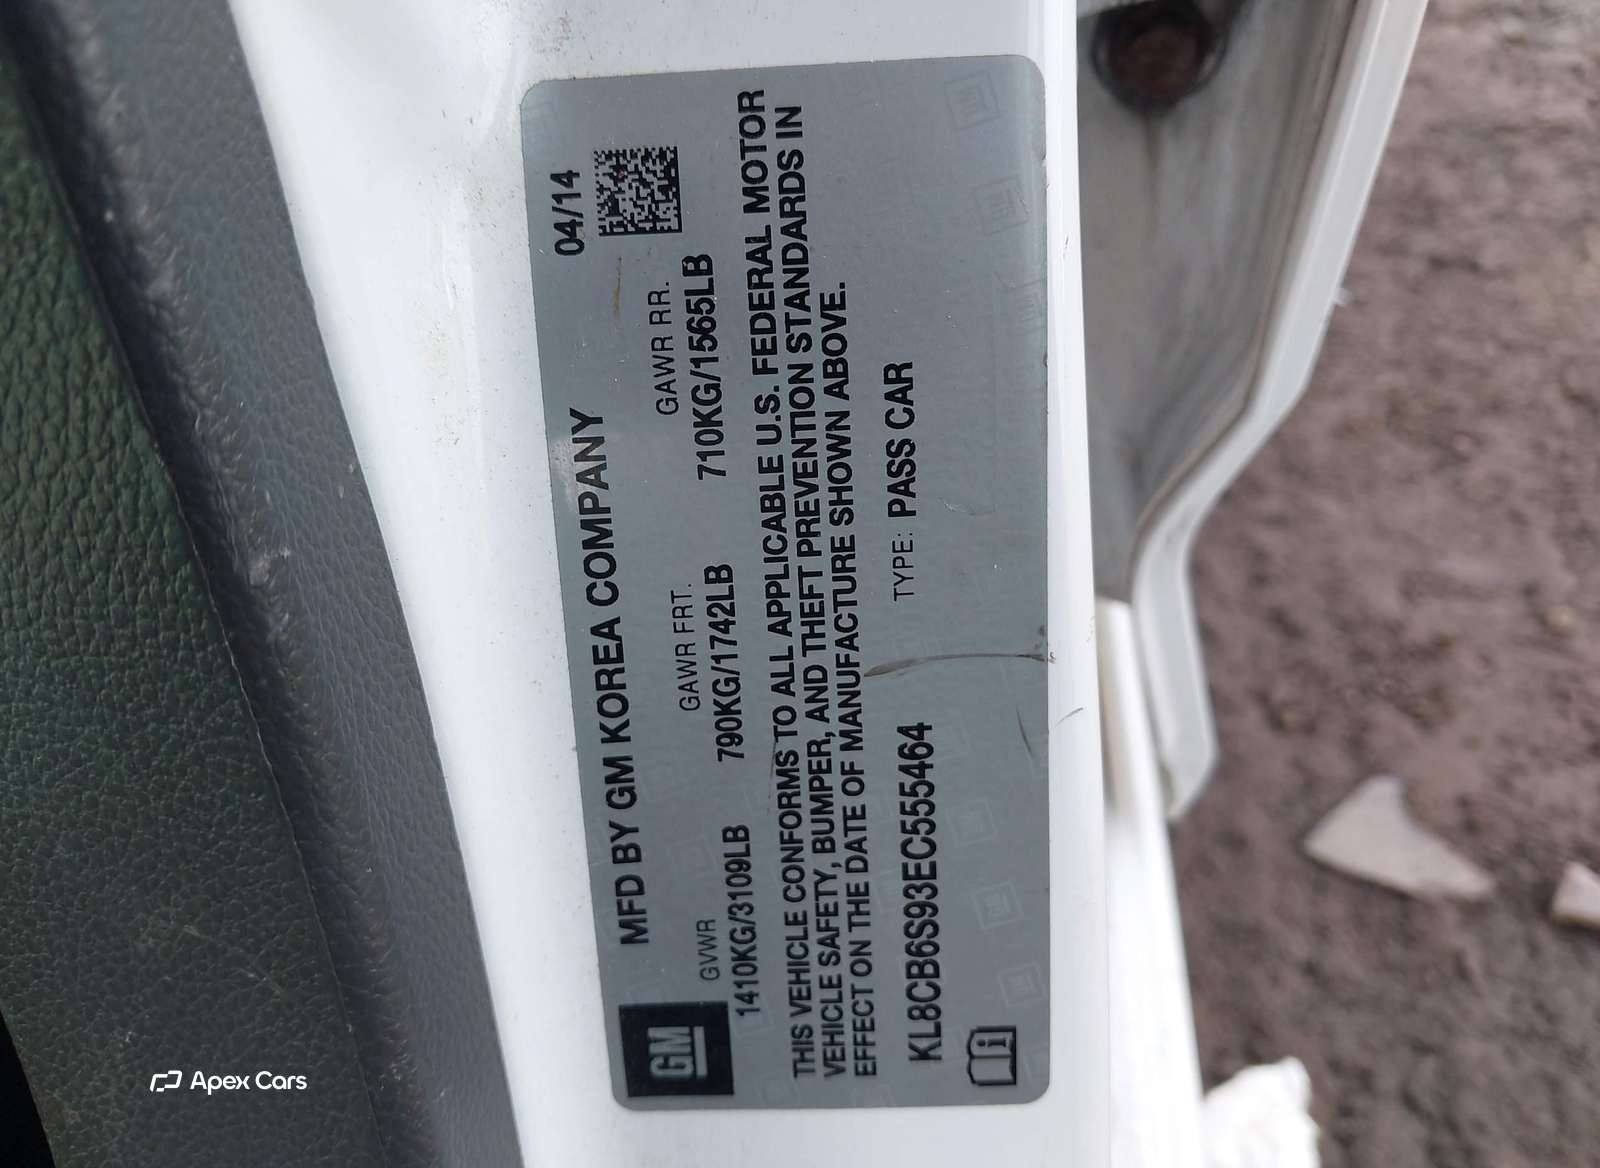 GM
MFD BY GM KOREA COMPANY
04/14
GVWR
GAWR FRT.
GAWR RR.
1410KG/3109LB
790KG/1742LB
710KG/1565LB
THIS VEHICLE CONFORMS TO ALL APPLICABLE U.S. FEDERAL MOTOR
VEHICLE SAFETY, BUMPER, AND THEFT PREVENTION STANDARDS IN
EFFECT ON THE DATE OF MANUFACTURE SHOWN ABOVE.
KL8CB6S93EC555464
TYPE: PASS CAR
Apex Cars